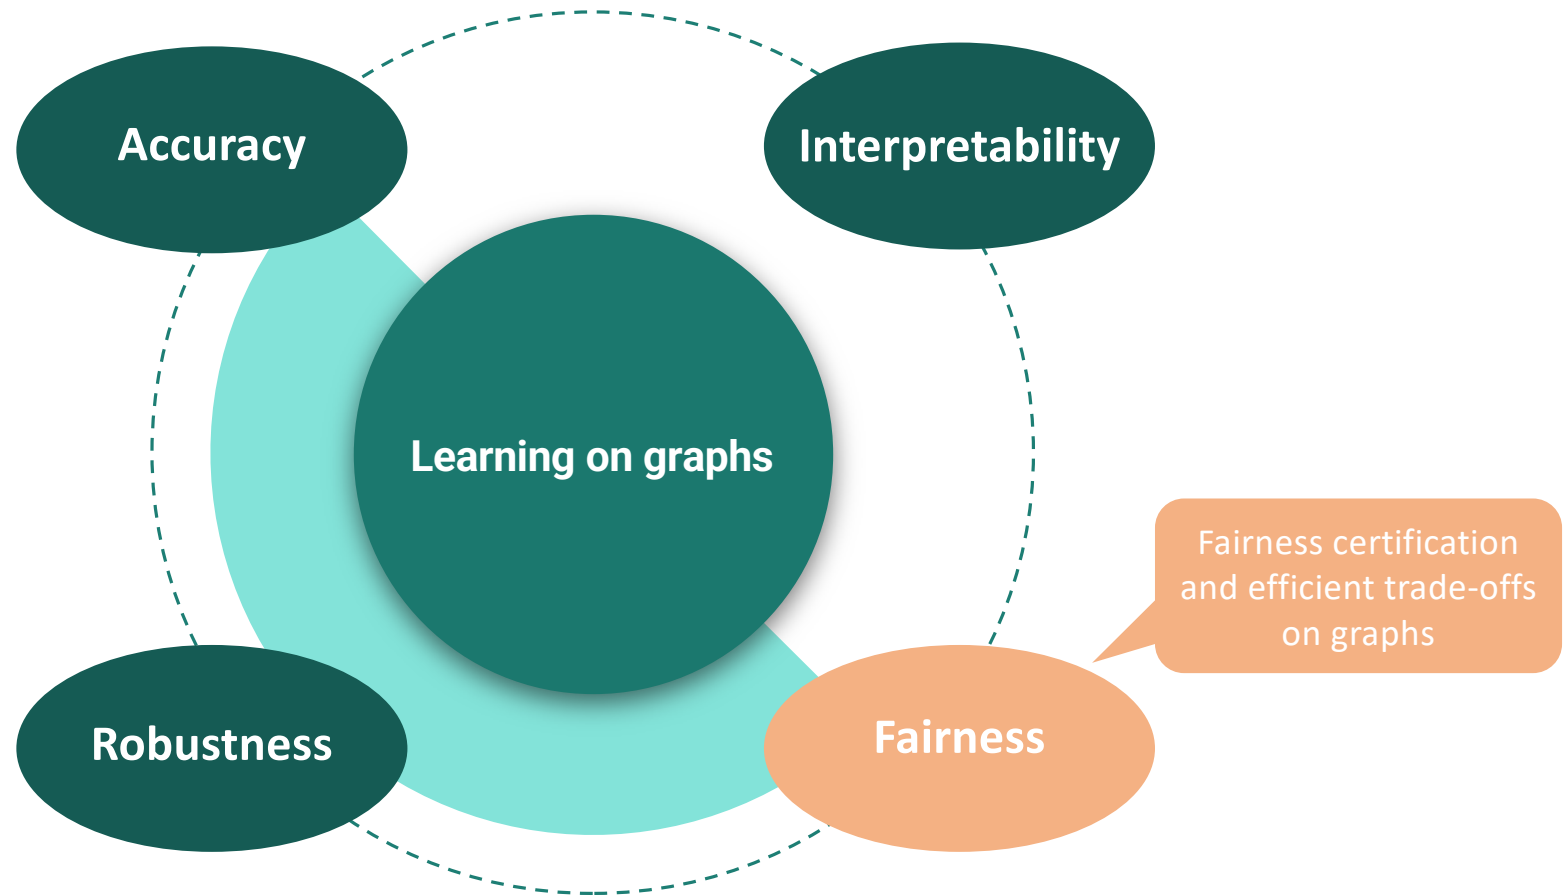 Accuracy
Interpretability
Learning on graphs
Fairness certification
and efficient trade-offs
on graphs
Robustness
Fairness